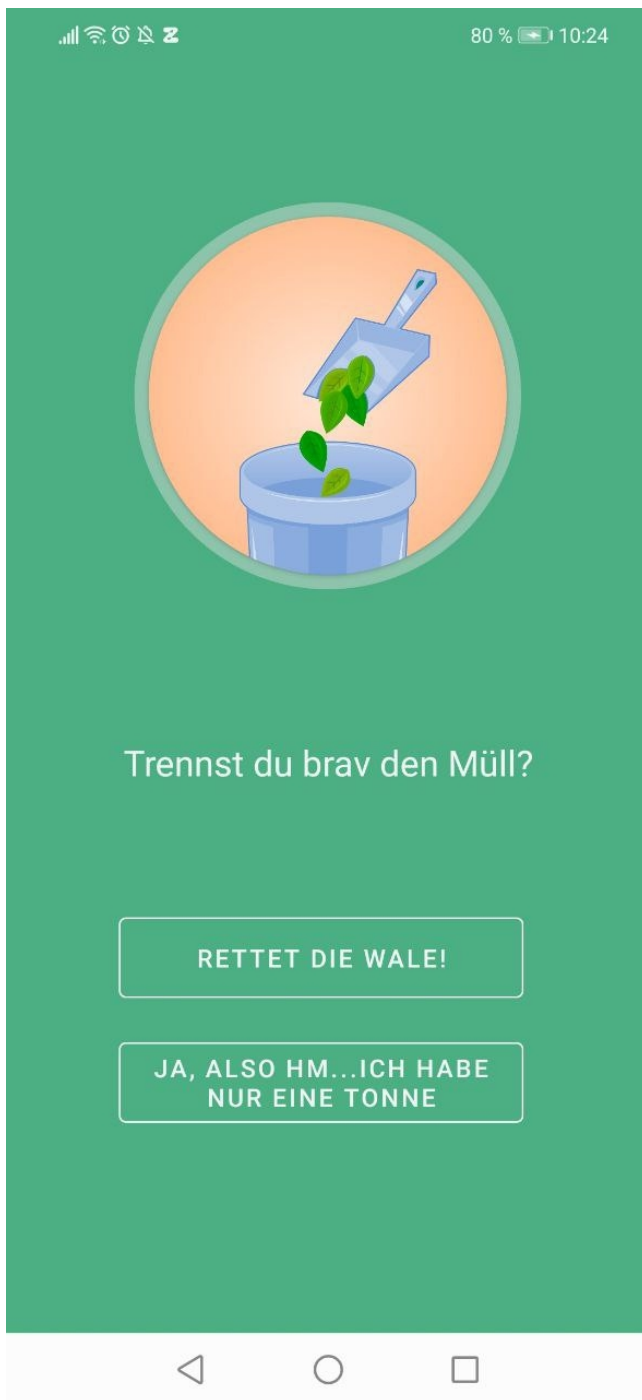 80 % 10:24
Trennst du brav den Müll?
RETTET DIE WALE!
JA, ALSO HM...ICH HABE
NUR EINE TONNE